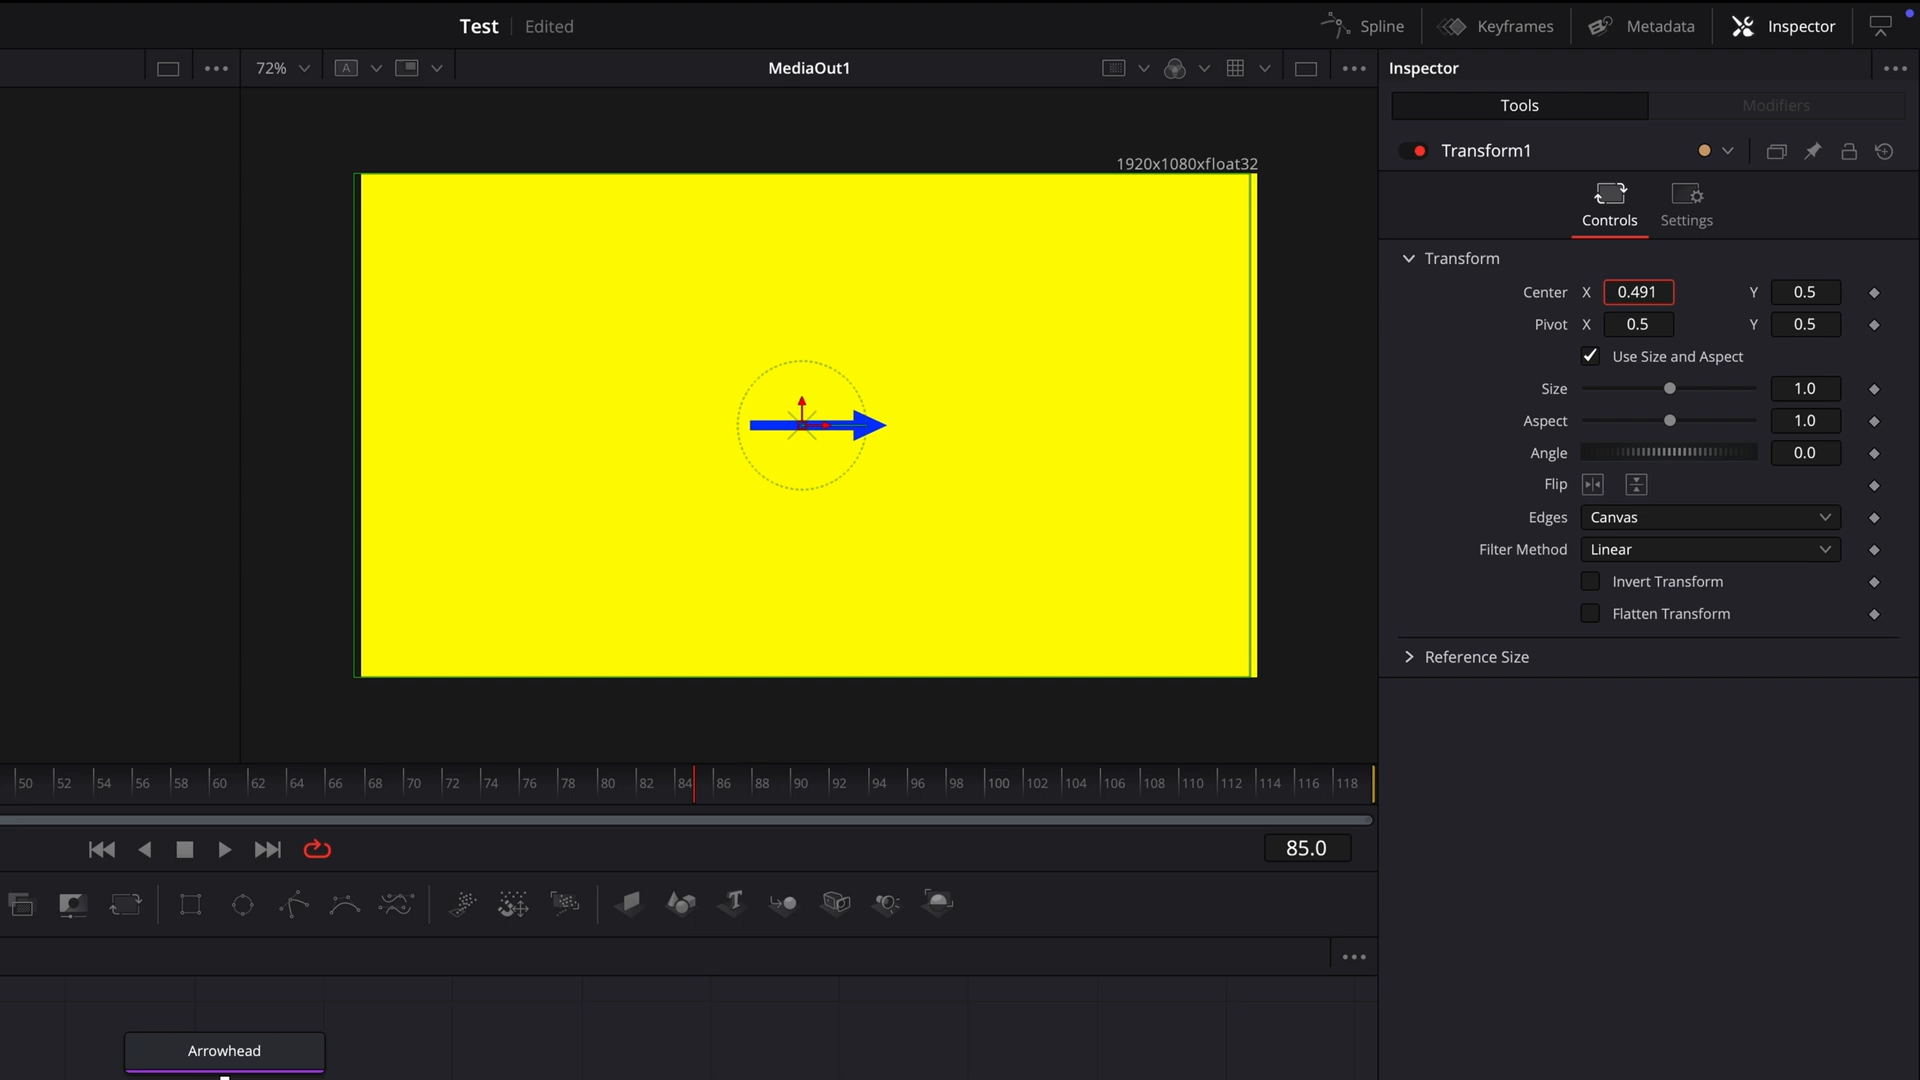 Test
Edited
Spline
Keyframes
Metadata
Inspector
72%
A
MediaOut1
Inspector
Tools
Modifiers
1920x1080xfloat32
Transform1
Controls
Settings
Transform
Center X 0.491 Y 0.5
Pivot X 0.5 Y 0.5
Use Size and Aspect
Size 1.0
Aspect 1.0
Angle 0.0
Flip
Edges Canvas
Filter Method Linear
Invert Transform
Flatten Transform
Reference Size
50 52 54 56 58 60 62 64 66 68 70 72 74 76 78 80 82 84 86 88 90 92 94 96 98 100 102 104 106 108 110 112 114 116 118
85.0
T
Arrowhead